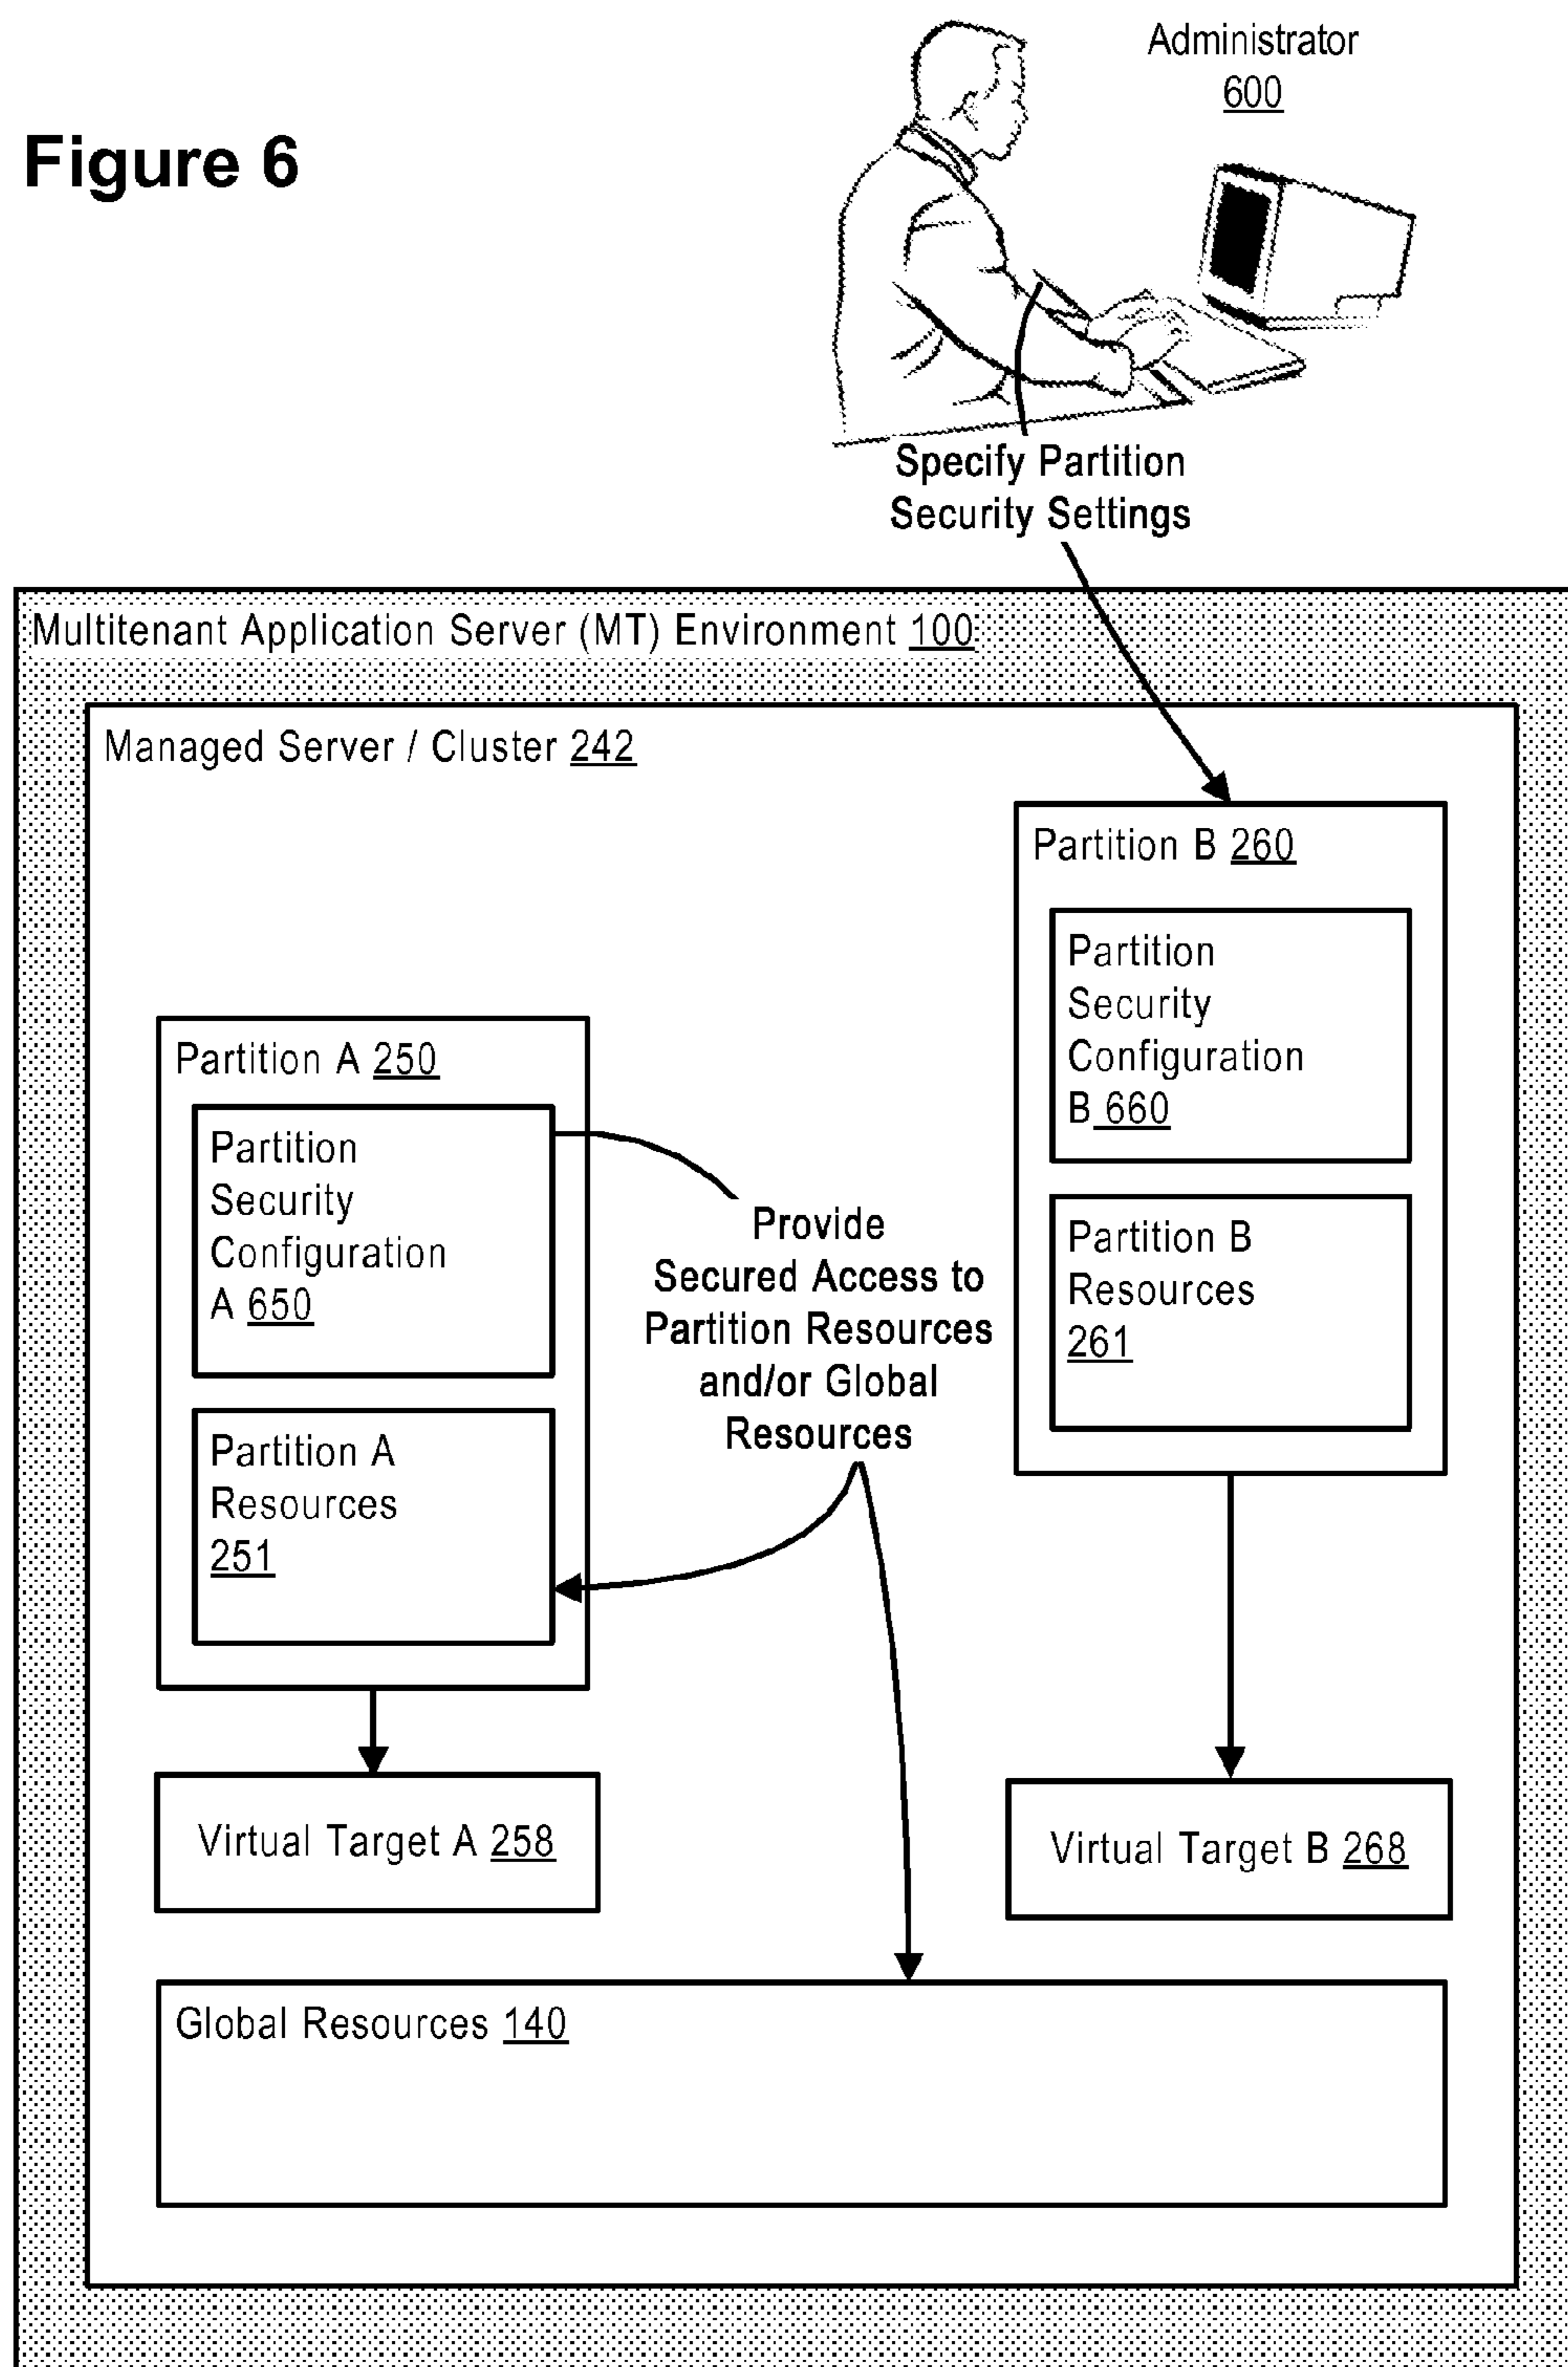 Administrator
600
Figure 6
Specify Partition
Security Settings
Multitenant Application Server (MT) Environment 100
Managed Server / Cluster 242
Partition B 260
Partition
Security
Configuration
B 660
Partition B
Resources
261
Partition A 250
Partition
Security
Configuration
A 650
Partition A
Resources
251
Provide
Secured Access to
Partition Resources
and/or Global
Resources
Virtual Target A 258
Virtual Target B 268
Global Resources 140